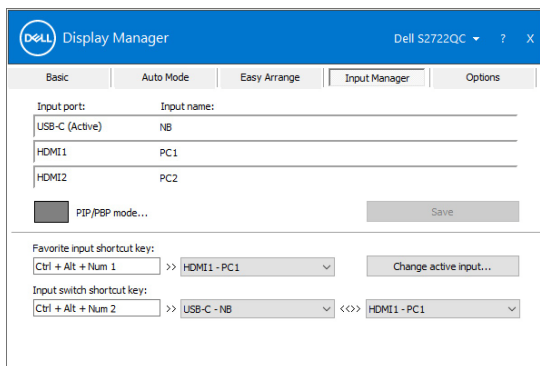 DELL Display Manager Dell S2722QC ? X
Basic Auto Mode Easy Arrange Input Manager Options
Input port: Input name:
USB-C (Active) NB
HDMI1 PC1
HDMI2 PC2
PIP/PBP mode... Save
Favorite input shortcut key:
Ctrl + Alt + Num 1 >> HDMI1 - PC1 Change active input...
Input switch shortcut key:
Ctrl + Alt + Num 2 >> USB-C - NB <<>> HDMI1 - PC1